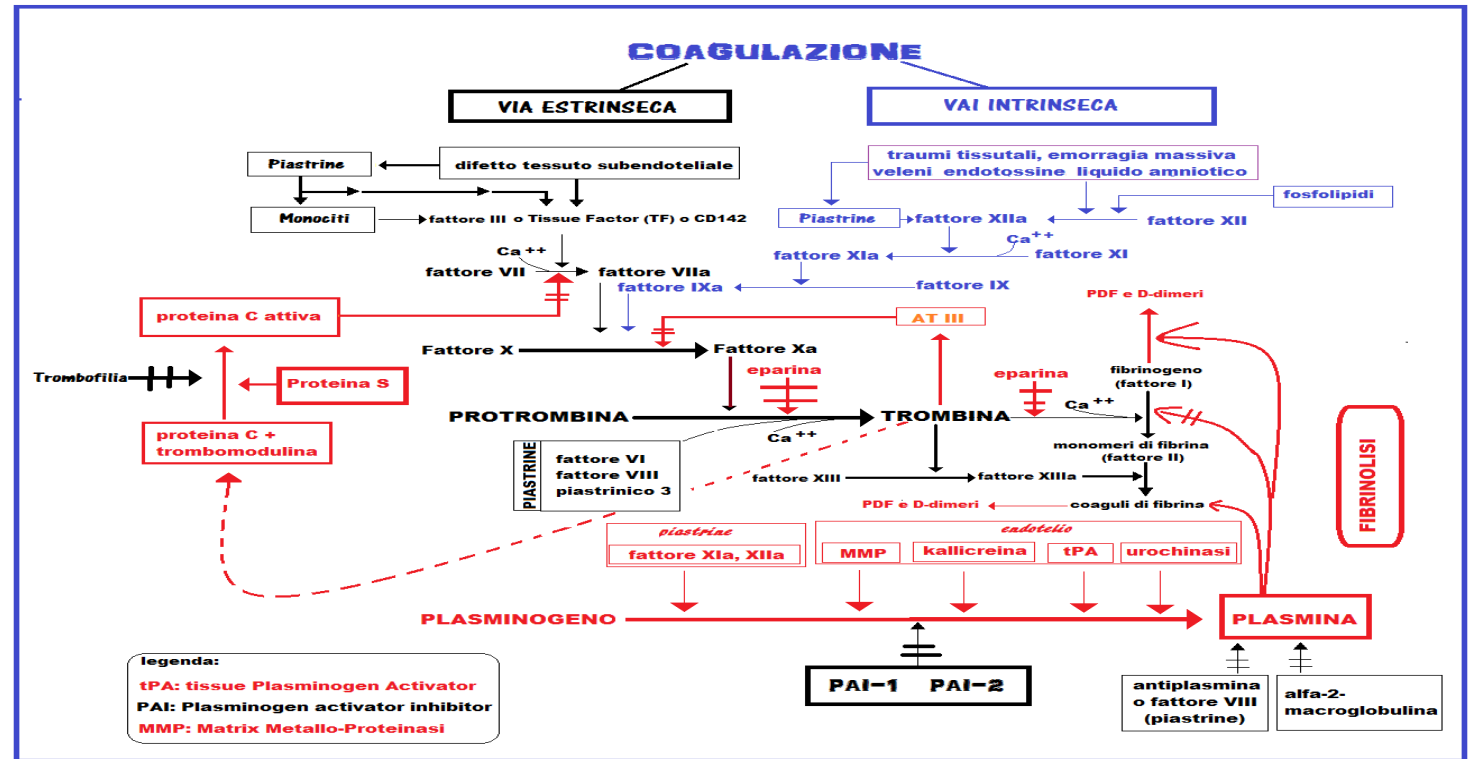 COAGULAZIONE
VIA ESTRINSECA
VAI INTRINSECA
Piastrine
difetto tessuto subendoteliale
traumi tissutali, emorragia massiva
veleni endotossine liquido amniotico
fosfolipidi
Monociti
fattore III o Tissue Factor (TF) o CD142
Piastrine
fattore XIIa
fattore XII
Ca ++
Ca ++
fattore XIa
fattore XI
fattore VII
fattore VIIa
fattore IXa
fattore IX
PDF e D-dimeri
proteina C attiva
AT III
Fattore X
Fattore Xa
Trombofilia
Proteina S
eparina
eparina
fibrinogeno
(fattore I)
PROTROMBINA
TROMBINA
Ca ++
Ca ++
proteina C +
trombomodulina
monomeri di fibrina
(fattore II)
PIASTRINE
fattore VI
fattore VIII
piastrinico 3
fattore XIII
fattore XIIIa
FIBRINOLISI
PDF e D-dimeri
coaguli di fibrina
piastrine
endotelio
fattore XIa, XIIa
MMP
kallicreina
tPA
urochinasi
PLASMINOGENO
PLASMINA
legenda:
tPA: tissue Plasminogen Activator
PAI: Plasminogen activator inhibitor
MMP: Matrix Metallo-Proteinasi
PAI-1 PAI-2
antiplasmina
o fattore VIII
(piastrine)
alfa-2-
macroglobulina